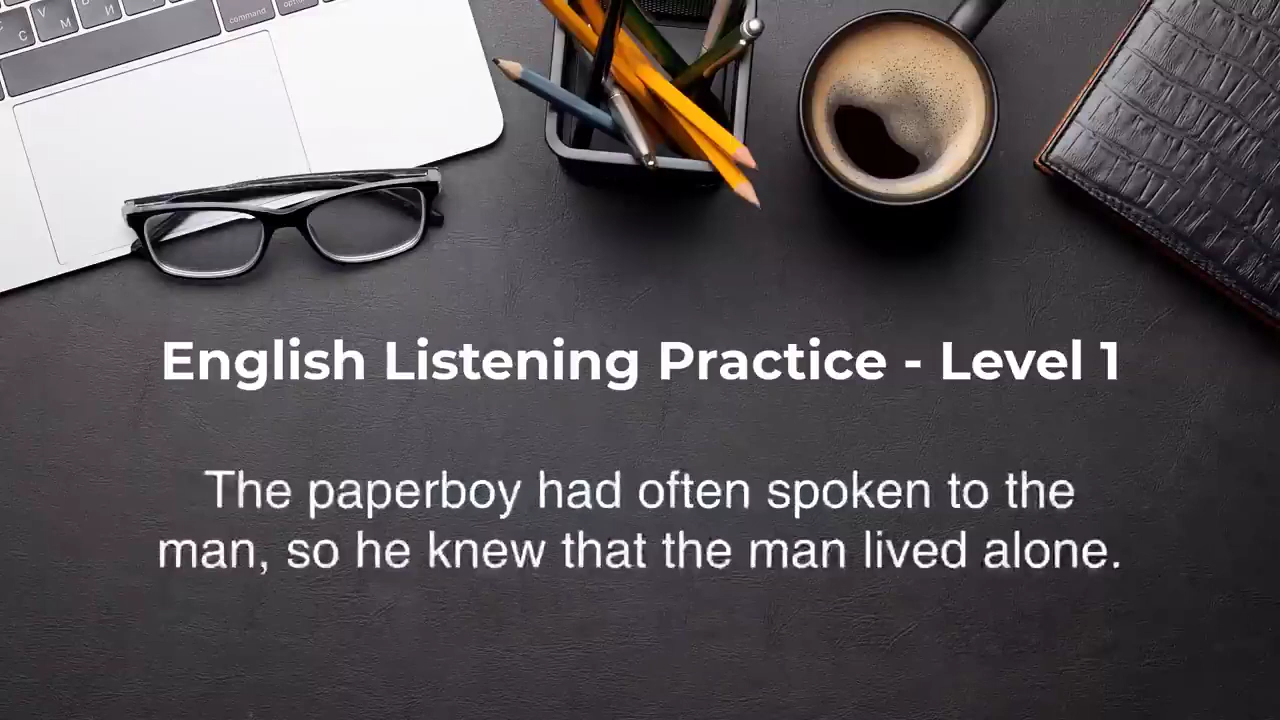 command
English Listening Practice - Level 1
The paperboy had often spoken to the
man, so he knew that the man lived alone.